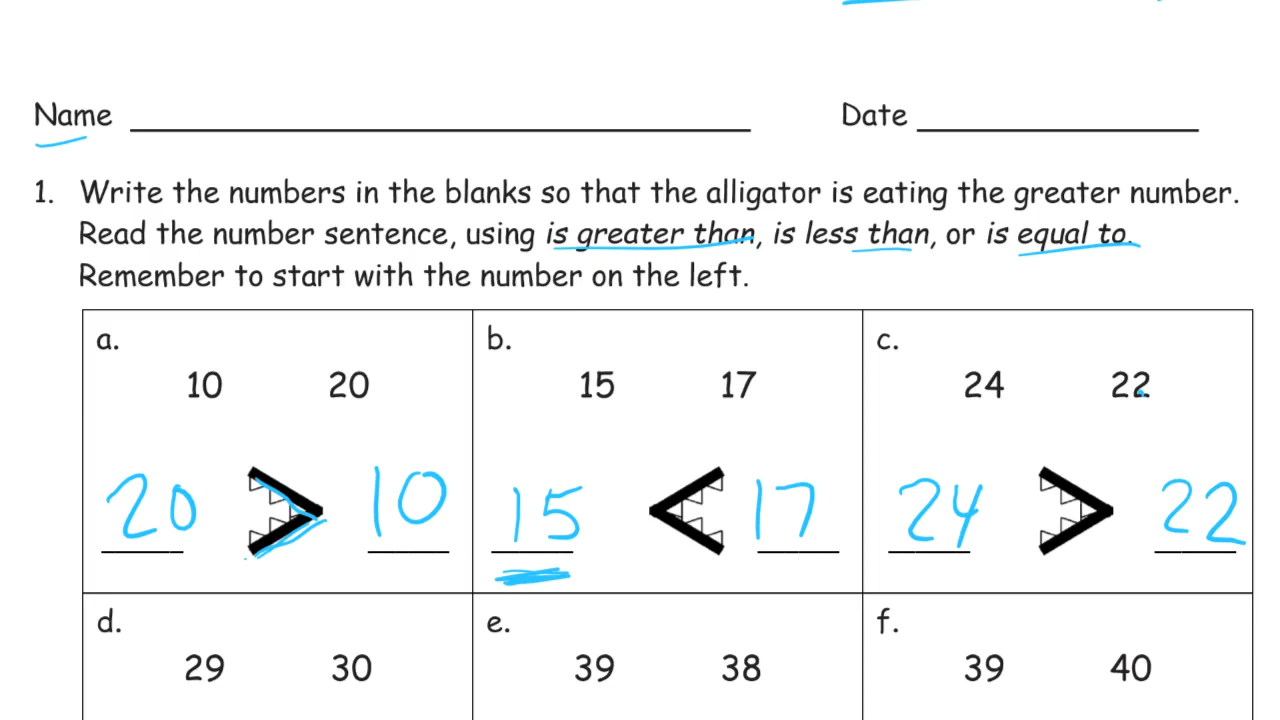 Name Date
1. Write the numbers in the blanks so that the alligator is eating the greater number.
Read the number sentence, using is greater than, is less than, or is equal to.
Remember to start with the number on the left.
a. b. c.
10 20 15 17 24 22
20 > 10 15 < 17 24 > 22
d. e. f.
29 30 39 38 39 40